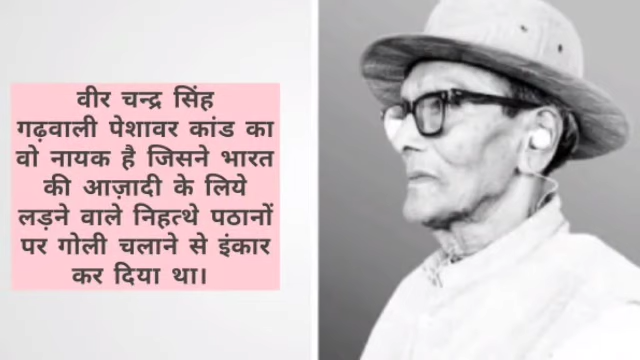 वीर चन्द्र सिंह
गढ़वाली पेशावर कांड का
वो नायक है जिसने भारत
की आज़ादी के लिये
लड़ने वाले निहत्थे पठानों
पर गोली चलाने से इंकार
कर दिया था।